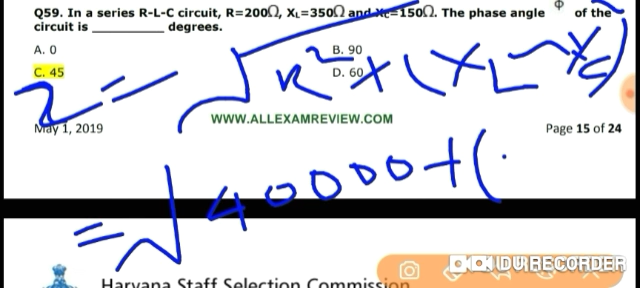 Q59. In a series R-L-C circuit, R=200Ω, XL=350Ω and XC=150Ω. The phase angle Φ of the
circuit is __________ degrees.
A. 0 B. 90
C. 45 D. 60
Z = √R² + (XL - XC)
WWW.ALLEXAMREVIEW.COM
May 1, 2019 Page 15 of 24
= √40000 + (
DU RECORDER
Haryana Staff Selection Commission